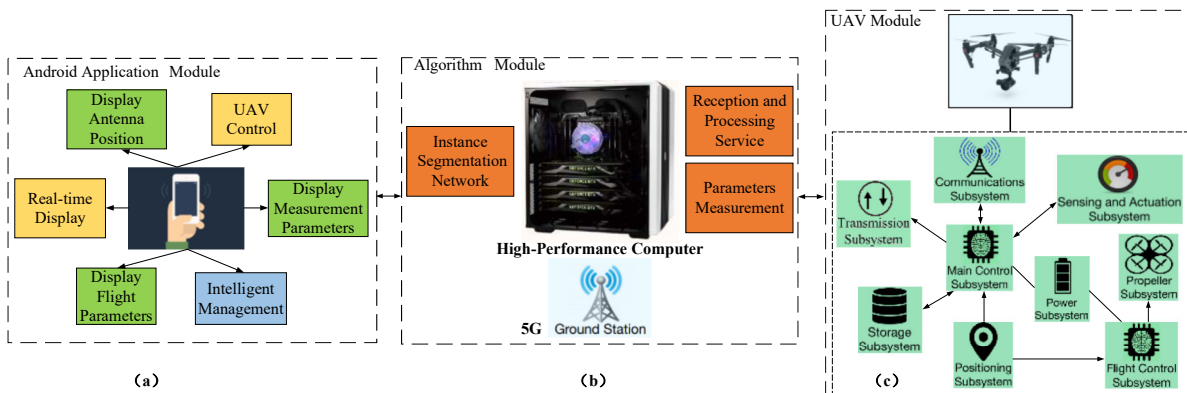 Android Application Module
Display
Antenna
Position
UAV
Control
Real-time
Display
Display
Measurement
Parameters
Display
Flight
Parameters
Intelligent
Management
(a)
Algorithm Module
Instance
Segmentation
Network
Reception and
Processing
Service
Parameters
Measurement
High-Performance Computer
5G
Ground Station
(b)
UAV Module
Communications
Subsystem
Sensing and Actuation
Subsystem
Transmission
Subsystem
Main Control
Subsystem
Power
Subsystem
Propeller
Subsystem
Storage
Subsystem
Positioning
Subsystem
Flight Control
Subsystem
(c)